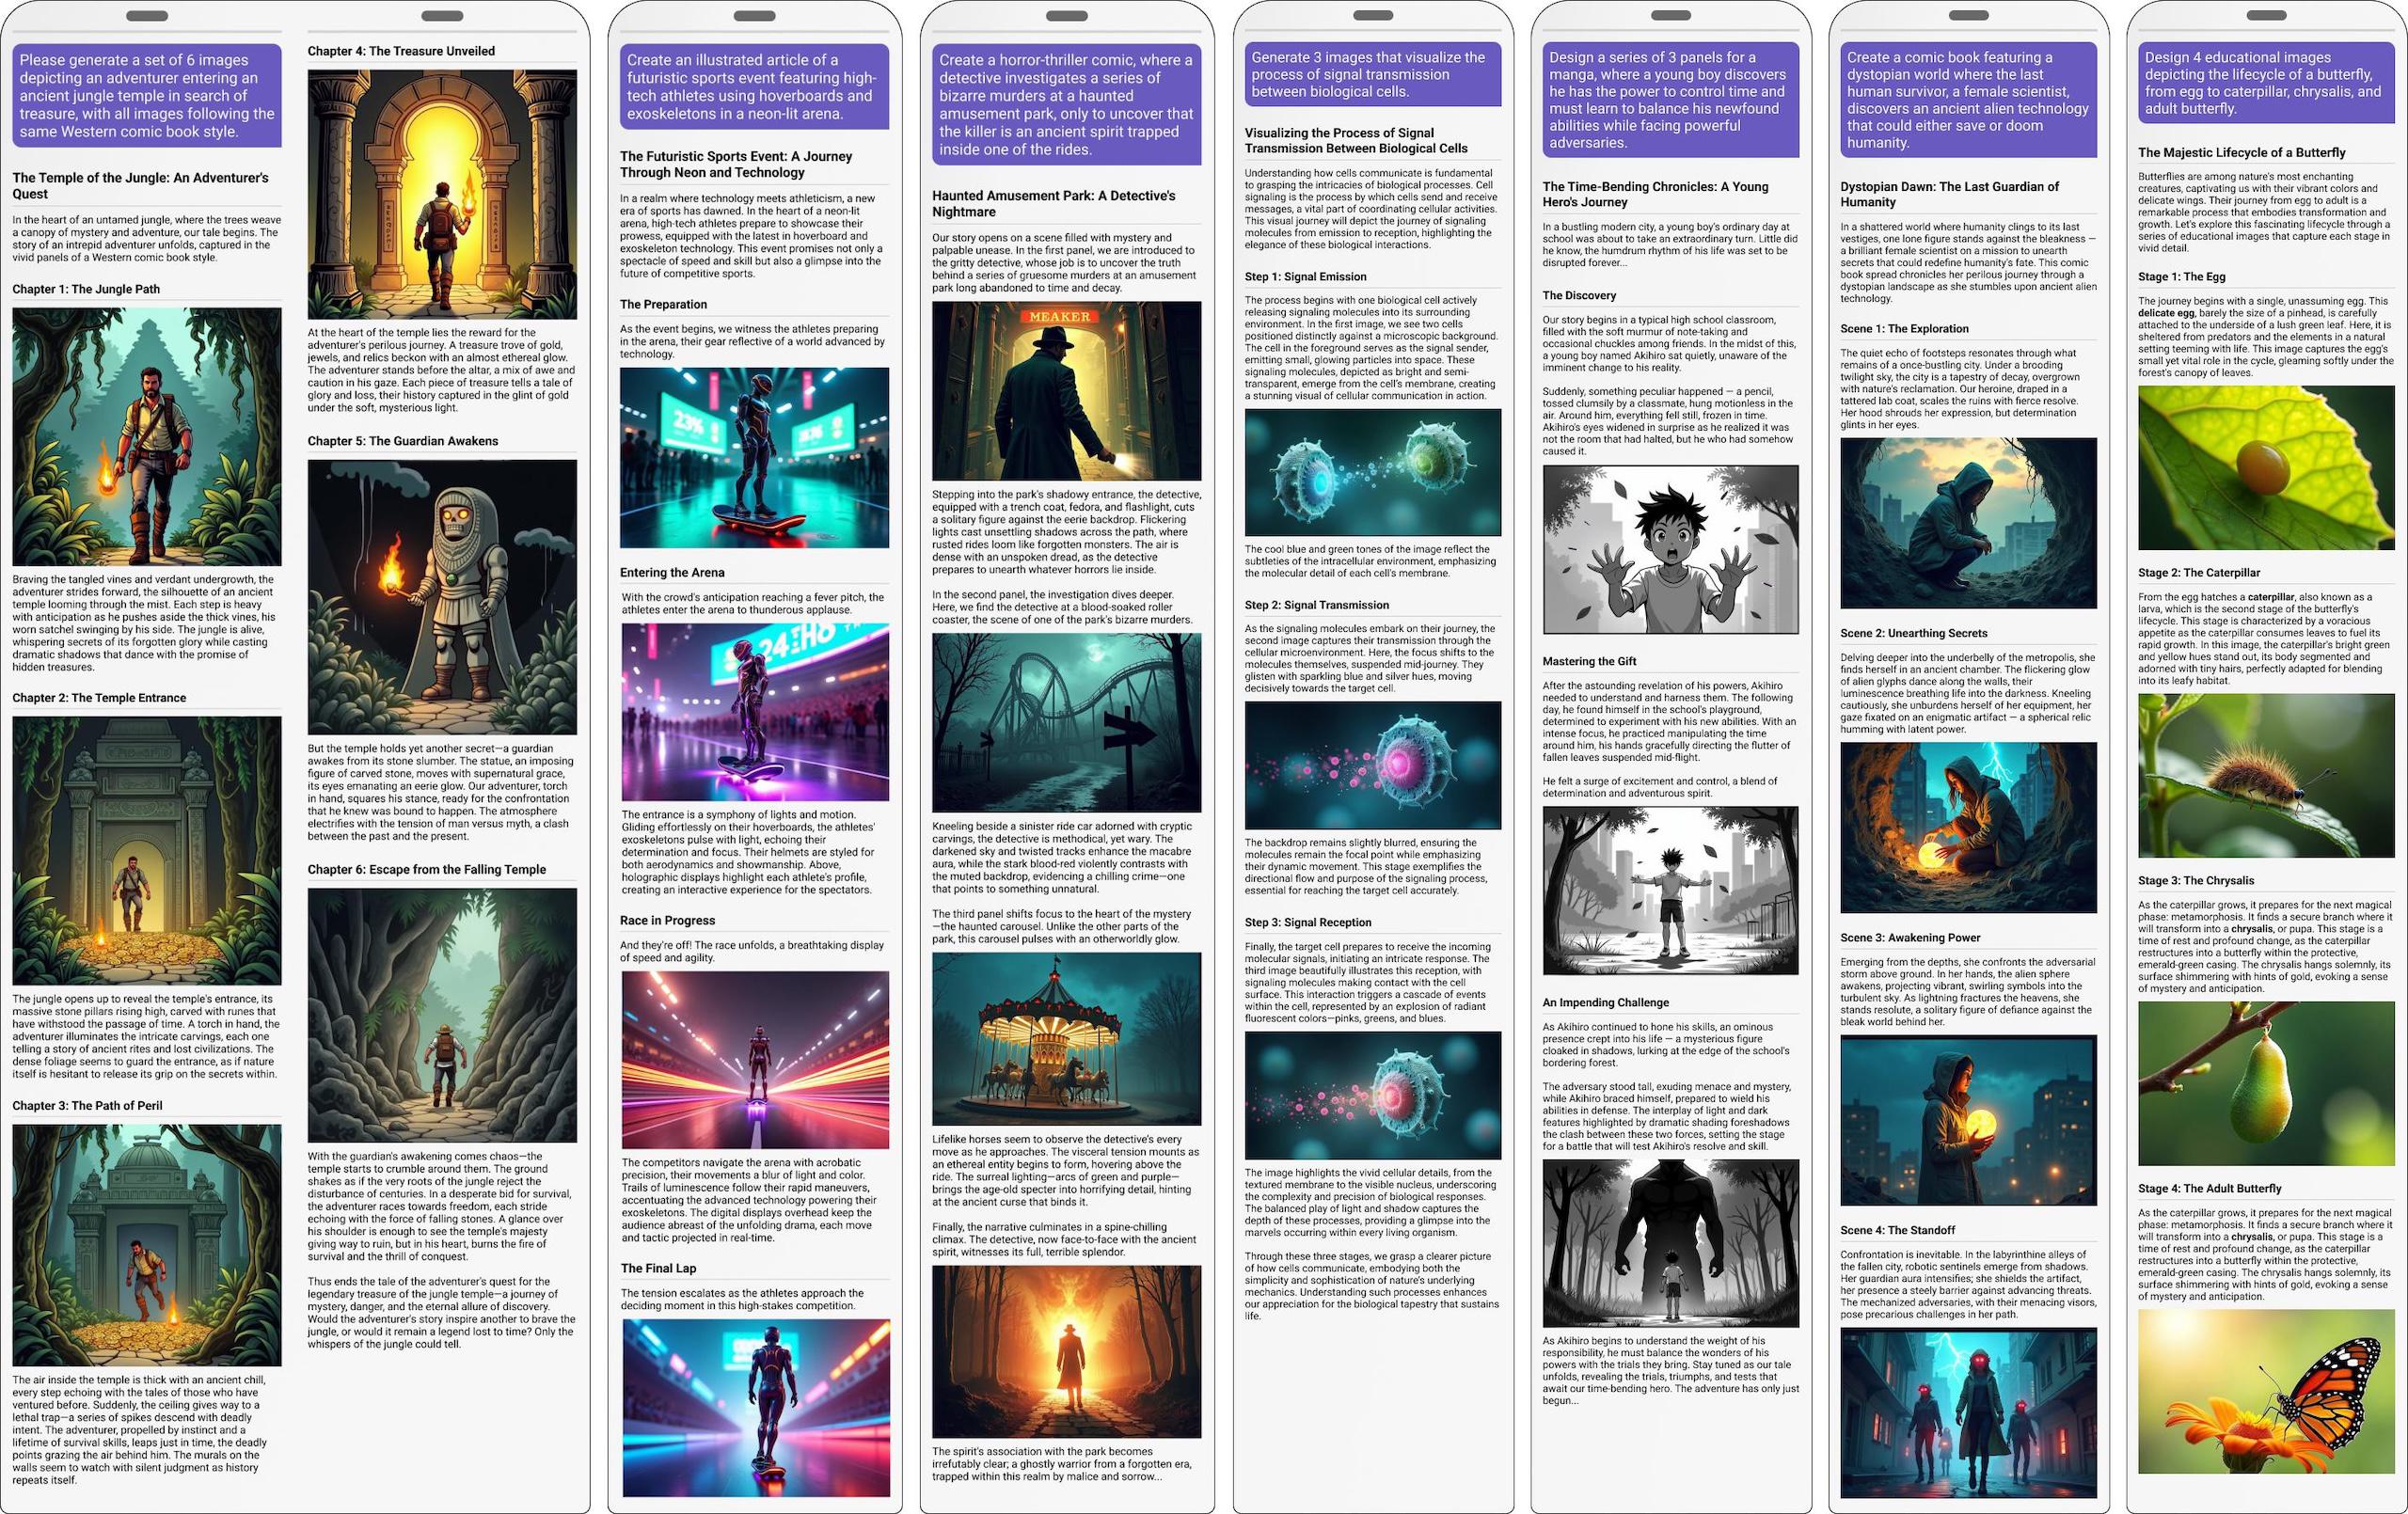 Please generate a set of 6 images
depicting an adventurer entering an
ancient jungle temple in search of
treasure, with all images following the
same Western comic book style.
The Temple of the Jungle: An Adventurer's
Quest
In the heart of an untamed jungle, where the trees weave
a canopy of mystery and adventure, our tale begins. The
story of an intrepid adventurer unfolds, captured in the
vivid panels of a Western comic book style.
Chapter 1: The Jungle Path
Braving the tangled vines and verdant undergrowth, the
adventurer strides forward, the silhouette of an ancient
temple looming through the mist. Each step is heavy
with anticipation as he pushes aside the thick vines, his
worn satchel swinging by his side. The jungle is alive,
whispering secrets of its forgotten glory while casting
dramatic shadows that dance with the promise of
hidden treasures.
Chapter 2: The Temple Entrance
The jungle opens up to reveal the temple's entrance, its
massive stone pillars rising high, carved with runes that
have withstood the passage of time. A torch in hand, the
adventurer illuminates the intricate carvings, each one
telling a story of ancient rites and lost civilizations. The
dense foliage seems to guard the entrance, as if nature
itself is hesitant to release its grip on the secrets within.
Chapter 3: The Path of Peril
The air inside the temple is thick with an ancient chill,
every step echoing with the tales of those who have
ventured before. Suddenly, the ceiling gives way to a
lethal trap—a series of spikes descend with deadly
intent. The adventurer, propelled by instinct and a
lifetime of survival skills, leaps just in time, the deadly
points grazing the air behind him. The murals on the
walls seem to watch with silent judgment as history
repeats itself.
Chapter 4: The Treasure Unveiled
At the heart of the temple lies the reward for the
adventurer's perilous journey. A treasure trove of gold,
jewels, and relics beckon with an almost ethereal glow.
The adventurer stands before the altar, a mix of awe and
caution in his gaze. Each piece of treasure tells a tale of
glory and loss, their history captured in the glint of gold
under the soft, mysterious light.
Chapter 5: The Guardian Awakens
But the temple holds yet another secret—a guardian
awakes from its stone slumber. The statue, an imposing
figure of carved stone, moves with supernatural grace,
its eyes emanating an eerie glow. Our adventurer, torch
in hand, squares his stance, ready for the confrontation
that he knew was bound to happen. The atmosphere
electrifies with the tension of man versus myth, a clash
between the past and the present.
Chapter 6: Escape from the Falling Temple
With the guardian's awakening comes chaos—the
temple starts to crumble around them. The ground
shakes as if the very roots of the jungle reject the
disturbance of centuries. In a desperate bid for survival,
the adventurer races towards freedom, each stride
echoing with the force of falling stones. A glance over
his shoulder is enough to see the temple's majesty
giving way to ruin, but in his heart, burns the fire of
survival and the thrill of conquest.
Thus ends the tale of the adventurer's quest for the
legendary treasure of the jungle temple—a journey of
mystery, danger, and the eternal allure of discovery.
Would the adventurer's story inspire another to brave the
jungle, or would it remain a legend lost to time? Only the
whispers of the jungle could tell.
Create an illustrated article of a
futuristic sports event featuring high-
tech athletes using hoverboards and
exoskeletons in a neon-lit arena.
The Futuristic Sports Event: A Journey
Through Neon and Technology
In a realm where technology meets athleticism, a new
era of sports has dawned. In the heart of a neon-lit
arena, high-tech athletes prepare to showcase their
prowess, equipped with the latest in hoverboard and
exoskeleton technology. This event promises not only a
spectacle of speed and skill but also a glimpse into the
future of competitive sports.
The Preparation
As the event begins, we witness the athletes preparing
in the arena, their gear reflective of a world advanced by
technology.
23%
Entering the Arena
With the crowd's anticipation reaching a fever pitch, the
athletes enter the arena to thunderous applause.
The entrance is a symphony of lights and motion.
Gliding effortlessly on their hoverboards, the athletes'
exoskeletons pulse with light, echoing their
determination and focus. Their helmets are styled for
both aerodynamics and showmanship. Above,
holographic displays highlight each athlete's profile,
creating an interactive experience for the spectators.
Race in Progress
And they're off! The race unfolds, a breathtaking display
of speed and agility.
The competitors navigate the arena with acrobatic
precision, their movements a blur of light and color.
Trails of luminescence follow their rapid maneuvers,
accentuating the advanced technology powering their
exoskeletons. The digital displays overhead keep the
audience abreast of the unfolding drama, each move
and tactic projected in real-time.
The Final Lap
The tension escalates as the athletes approach the
deciding moment in this high-stakes competition.
Create a horror-thriller comic, where a
detective investigates a series of
bizarre murders at a haunted
amusement park, only to uncover that
the killer is an ancient spirit trapped
inside one of the rides.
Haunted Amusement Park: A Detective's
Nightmare
Our story opens on a scene filled with mystery and
palpable unease. In the first panel, we are introduced to
the gritty detective, whose job is to uncover the truth
behind a series of gruesome murders at an amusement
park long abandoned to time and decay.
MEAKER
Stepping into the park's shadowy entrance, the detective,
equipped with a trench coat, fedora, and flashlight, cuts
a solitary figure against the eerie backdrop. Flickering
lights cast unsettling shadows across the path, where
rusted rides loom like forgotten monsters. The air is
dense with an unspoken dread, as the detective
prepares to unearth whatever horrors lie inside.
In the second panel, the investigation dives deeper.
Here, we find the detective at a blood-soaked roller
coaster, the scene of one of the park's bizarre murders.
Kneeling beside a sinister ride car adorned with cryptic
carvings, the detective is methodical, yet wary. The
darkened sky and twisted tracks enhance the macabre
aura, while the stark blood-red violently contrasts with
the muted backdrop, evidencing a chilling crime—one
that points to something unnatural.
The third panel shifts focus to the heart of the mystery
—the haunted carousel. Unlike the other parts of the
park, this carousel pulses with an otherworldly glow.
Lifelike horses seem to observe the detective's every
move as he approaches. The visceral tension mounts as
an ethereal entity begins to form, hovering above the
ride. The surreal lighting—arcs of green and purple—
brings the age-old specter into horrifying detail, hinting
at the ancient curse that binds it.
Finally, the narrative culminates in a spine-chilling
climax. The detective, now face-to-face with the ancient
spirit, witnesses its full, terrible splendor.
The spirit's association with the park becomes
irrefutably clear; a ghostly warrior from a forgotten era,
trapped within this realm by malice and sorrow...
Generate 3 images that visualize the
process of signal transmission
between biological cells.
Visualizing the Process of Signal
Transmission Between Biological Cells
Understanding how cells communicate is fundamental
to grasping the intricacies of biological processes. Cell
signaling is the process by which cells send and receive
messages, a vital part of coordinating cellular activities.
This visual journey will depict the journey of signaling
molecules from emission to reception, highlighting the
elegance of these biological interactions.
Step 1: Signal Emission
The process begins with one biological cell actively
releasing signaling molecules into its surrounding
environment. In the first image, we see two cells
positioned distinctly against a microscopic background.
The cell in the foreground serves as the signal sender,
emitting small, glowing particles into space. These
signaling molecules, depicted as bright and semi-
transparent, emerge from the cell's membrane, creating
a stunning visual of cellular communication in action.
The cool blue and green tones of the image reflect the
subtleties of the intracellular environment, emphasizing
the molecular detail of each cell's membrane.
Step 2: Signal Transmission
As the signaling molecules embark on their journey, the
second image captures their transmission through the
cellular microenvironment. Here, the focus shifts to the
molecules themselves, suspended mid-journey. They
glisten with sparkling blue and silver hues, moving
decisively towards the target cell.
The backdrop remains slightly blurred, ensuring the
molecules remain the focal point while emphasizing
their dynamic movement. This stage exemplifies the
directional flow and purpose of the signaling process,
essential for reaching the target cell accurately.
Step 3: Signal Reception
Finally, the target cell prepares to receive the incoming
molecular signals, initiating an intricate response. The
third image beautifully illustrates this reception, with
signaling molecules making contact with the cell
surface. This interaction triggers a cascade of events
within the cell, represented by an explosion of radiant
fluorescent colors—pinks, greens, and blues.
The image highlights the vivid cellular details, from the
textured membrane to the visible nucleus, underscoring
the complexity and precision of biological responses.
The balanced play of light and shadow captures the
depth of these processes, providing a glimpse into the
marvels occurring within every living organism.
Through these three stages, we grasp a clearer picture
of how cells communicate, embodying both the
simplicity and sophistication of nature's underlying
mechanics. Understanding such processes enhances
our appreciation for the biological tapestry that sustains
life.
Design a series of 3 panels for a
manga, where a young boy discovers
he has the power to control time and
must learn to balance his newfound
abilities while facing powerful
adversaries.
The Time-Bending Chronicles: A Young
Hero's Journey
In a bustling modern city, a young boy's ordinary day at
school was about to take an extraordinary turn. Little did
he know, the humdrum rhythm of his life was set to be
disrupted forever...
The Discovery
Our story begins in a typical high school classroom,
filled with the soft murmur of note-taking and
occasional chuckles among friends. In the midst of this,
a young boy named Akihiro sat quietly, unaware of the
imminent change to his reality.
Suddenly, something peculiar happened — a pencil,
tossed clumsily by a classmate, hung motionless in the
air. Around him, everything fell still, frozen in time.
Akihiro's eyes widened in surprise as he realized it was
not the room that had halted, but he who had somehow
caused it.
Mastering the Gift
After the astounding revelation of his powers, Akihiro
needed to understand and harness them. The following
day, he found himself in the school's playground,
determined to experiment with his new abilities. With an
intense focus, he practiced manipulating the time
around him, his hands gracefully directing the flutter of
fallen leaves suspended mid-flight.
He felt a surge of excitement and control, a blend of
determination and adventurous spirit.
An Impending Challenge
As Akihiro continued to hone his skills, an ominous
presence crept into his life — a mysterious figure
cloaked in shadows, lurking at the edge of the school's
bordering forest.
The adversary stood tall, exuding menace and mystery,
while Akihiro braced himself, prepared to wield his
abilities in defense. The interplay of light and dark
features highlighted by dramatic shading foreshadows
the clash between these two forces, setting the stage
for a battle that will test Akihiro's resolve and skill.
As Akihiro begins to understand the weight of his
responsibility, he must balance the wonders of his
powers with the trials they bring. Stay tuned as our tale
unfolds, revealing the trials, triumphs, and tests that
await our time-bending hero. The adventure has only just
begun...
Create a comic book featuring a
dystopian world where the last
human survivor, a female scientist,
discovers an ancient alien technology
that could either save or doom
humanity.
Dystopian Dawn: The Last Guardian of
Humanity
In a shattered world where humanity clings to its last
vestiges, one lone figure stands against the bleakness —
a brilliant female scientist on a mission to unearth
secrets that could redefine humanity's fate. This comic
book spread chronicles her perilous journey through a
dystopian landscape as she stumbles upon ancient alien
technology.
Scene 1: The Exploration
The quiet echo of footsteps resonates through what
remains of a once-bustling city. Under a brooding
twilight sky, the city is a tapestry of decay, overgrown
with nature's reclamation. Our heroine, draped in a
tattered lab coat, scales the ruins with fierce resolve.
Her hood shrouds her expression, but determination
glints in her eyes.
Scene 2: Unearthing Secrets
Delving deeper into the underbelly of the metropolis, she
finds herself in an ancient chamber. The flickering glow
of alien glyphs dance along the walls, their
luminescence breathing life into the darkness. Kneeling
cautiously, she unburdens herself of her equipment, her
gaze fixated on an enigmatic artifact — a spherical relic
humming with latent power.
Scene 3: Awakening Power
Emerging from the depths, she confronts the adversarial
storm above ground. In her hands, the alien sphere
awakens, projecting vibrant, swirling symbols into the
turbulent sky. As lightning fractures the heavens, she
stands resolute, a solitary figure of defiance against the
bleak world behind her.
Scene 4: The Standoff
Confrontation is inevitable. In the labyrinthine alleys of
the fallen city, robotic sentinels emerge from shadows.
Her guardian aura intensifies; she shields the artifact,
her presence a steely barrier against advancing threats.
The mechanized adversaries, with their menacing visors,
pose precarious challenges in her path.
Design 4 educational images
depicting the lifecycle of a butterfly,
from egg to caterpillar, chrysalis, and
adult butterfly.
The Majestic Lifecycle of a Butterfly
Butterflies are among nature's most enchanting
creatures, captivating us with their vibrant colors and
delicate wings. Their journey from egg to adult is a
remarkable process that embodies transformation and
growth. Let's explore this fascinating lifecycle through a
series of educational images that capture each stage in
vivid detail.
Stage 1: The Egg
The journey begins with a single, unassuming egg. This
delicate egg, barely the size of a pinhead, is carefully
attached to the underside of a lush green leaf. Here, it is
sheltered from predators and the elements in a natural
setting teeming with life. This image captures the egg's
small yet vital role in the cycle, gleaming softly under the
forest's canopy of leaves.
Stage 2: The Caterpillar
From the egg hatches a caterpillar, also known as a
larva, which is the second stage of the butterfly's
lifecycle. This stage is characterized by a voracious
appetite as the caterpillar consumes leaves to fuel its
rapid growth. In this image, the caterpillar's bright green
and yellow hues stand out, its body segmented and
adorned with tiny hairs, perfectly adapted for blending
into its leafy habitat.
Stage 3: The Chrysalis
As the caterpillar grows, it prepares for the next magical
phase: metamorphosis. It finds a secure branch where it
will transform into a chrysalis, or pupa. This stage is a
time of rest and profound change, as the caterpillar
restructures into a butterfly within the protective,
emerald-green casing. The chrysalis hangs solemnly, its
surface shimmering with hints of gold, evoking a sense
of mystery and anticipation.
Stage 4: The Adult Butterfly
As the caterpillar grows, it prepares for the next magical
phase: metamorphosis. It finds a secure branch where it
will transform into a chrysalis, or pupa. This stage is a
time of rest and profound change, as the caterpillar
restructures into a butterfly within the protective,
emerald-green casing. The chrysalis hangs solemnly, its
surface shimmering with hints of gold, evoking a sense
of mystery and anticipation.